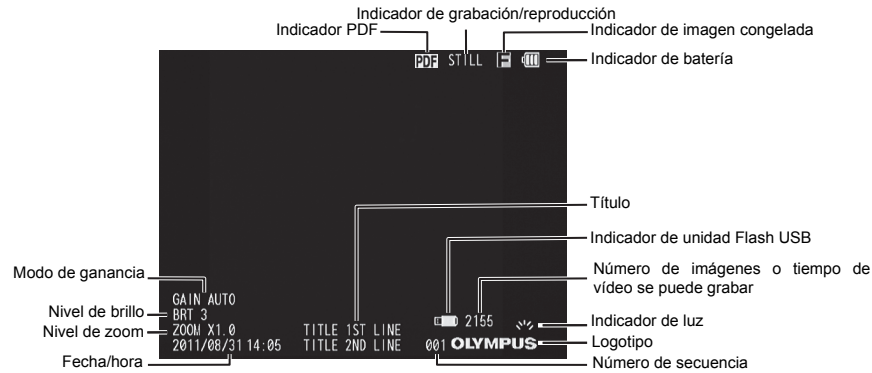 Indicador de grabación/reproducción
Indicador PDF
Indicador de imagen congelada
PDF STILL F
Indicador de batería
Título
Indicador de unidad Flash USB
Modo de ganancia
Número de imágenes o tiempo de
vídeo se puede grabar
GAIN AUTO
Nivel de brillo
BRT 3
2155
Indicador de luz
Nivel de zoom
ZOOM X1.0
TITLE 1ST LINE
Logotipo
2011/08/31 14:05
TITLE 2ND LINE
001 OLYMPUS
Fecha/hora
Número de secuencia